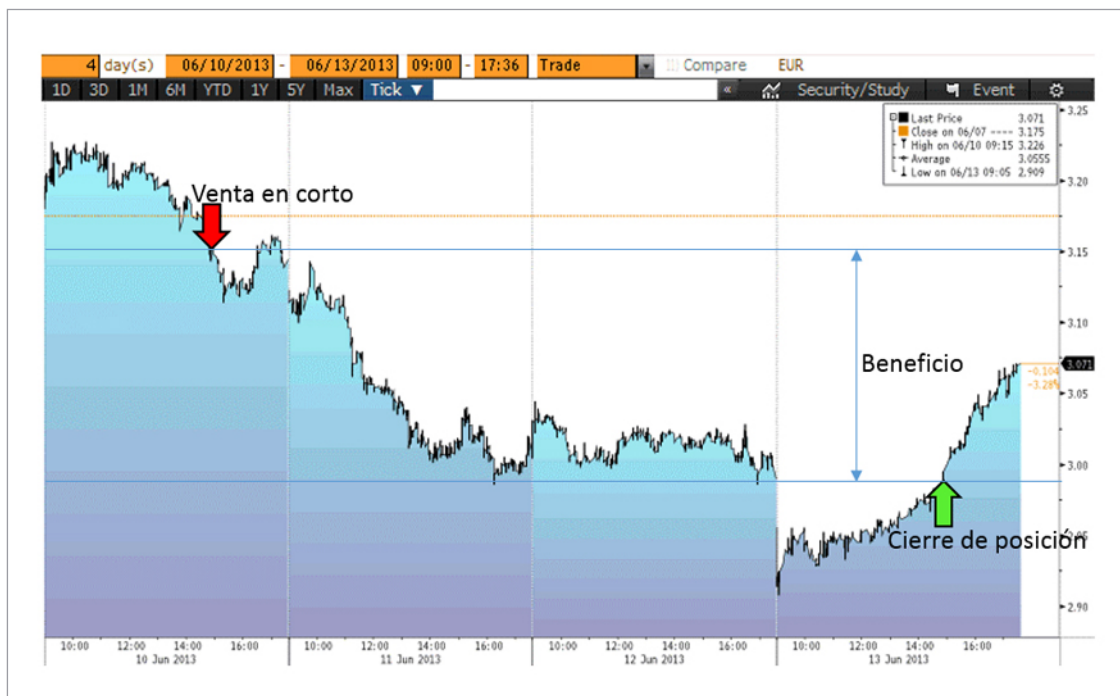 4 day(s) 06/10/2013 - 06/13/2013 09:00 - 17:36 Trade Compare EUR
1D 3D 1M 6M YTD 1Y 5Y Max Tick ▼ « Security/Study Event
Last Price 3.071
Close on 06/07 ---- 3.175
High on 06/10 09:15 3.226
Average 3.0555
Low on 06/13 09:05 2.909
3.25
3.20
Venta en corto
3.15
3.10
Beneficio
3.071
-0.104
-3.28%
3.05
3.00
2.95
Cierre de posición
2.90
10:00 12:00 14:00 16:00 10:00 12:00 14:00 16:00 10:00 12:00 14:00 16:00 10:00 12:00 14:00 16:00
10 Jun 2013 11 Jun 2013 12 Jun 2013 13 Jun 2013